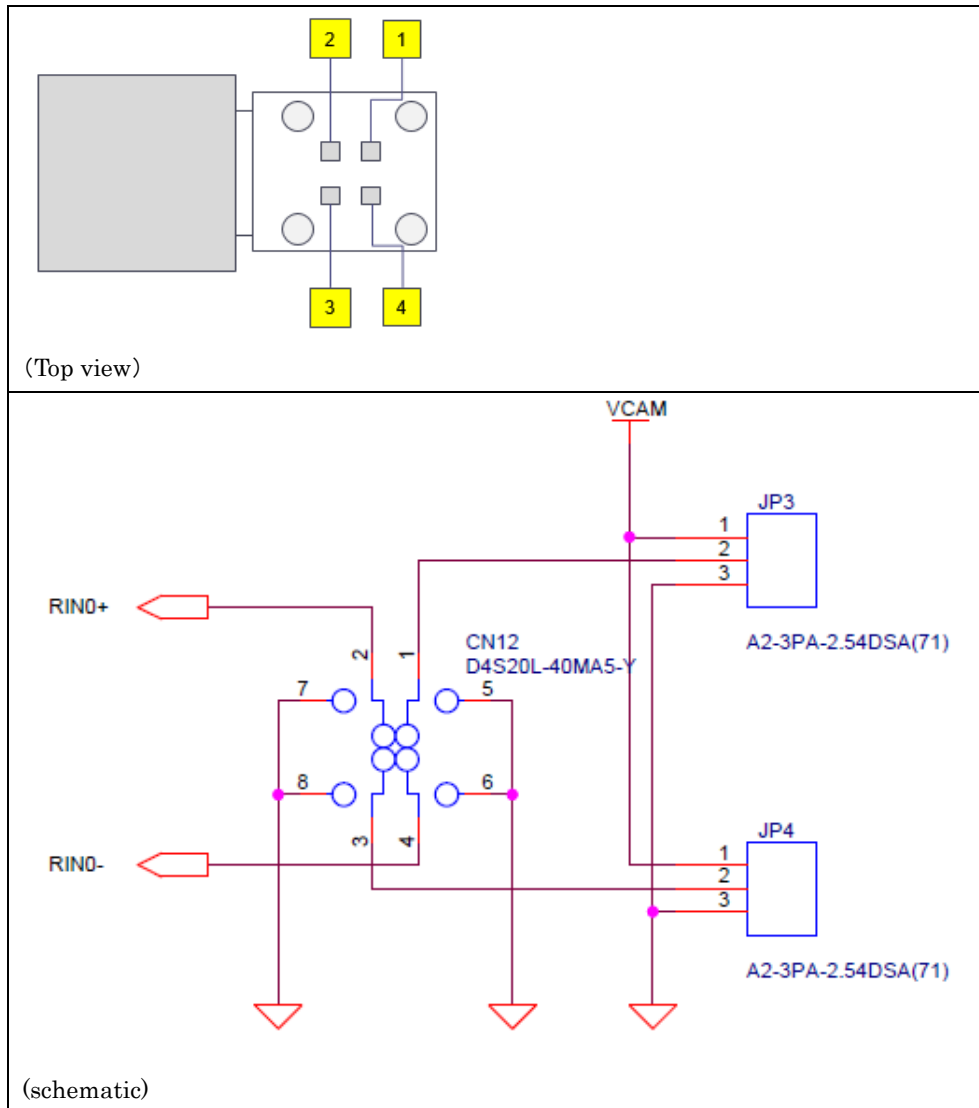 2
1
3
4
(Top view)
VCAM
JP3
1
2
3
A2-3PA-2.54DSA(71)
RIN0+
CN12
D4S20L-40MA5-Y
2
1
7
5
8
6
3
4
RIN0-
JP4
1
2
3
A2-3PA-2.54DSA(71)
(schematic)